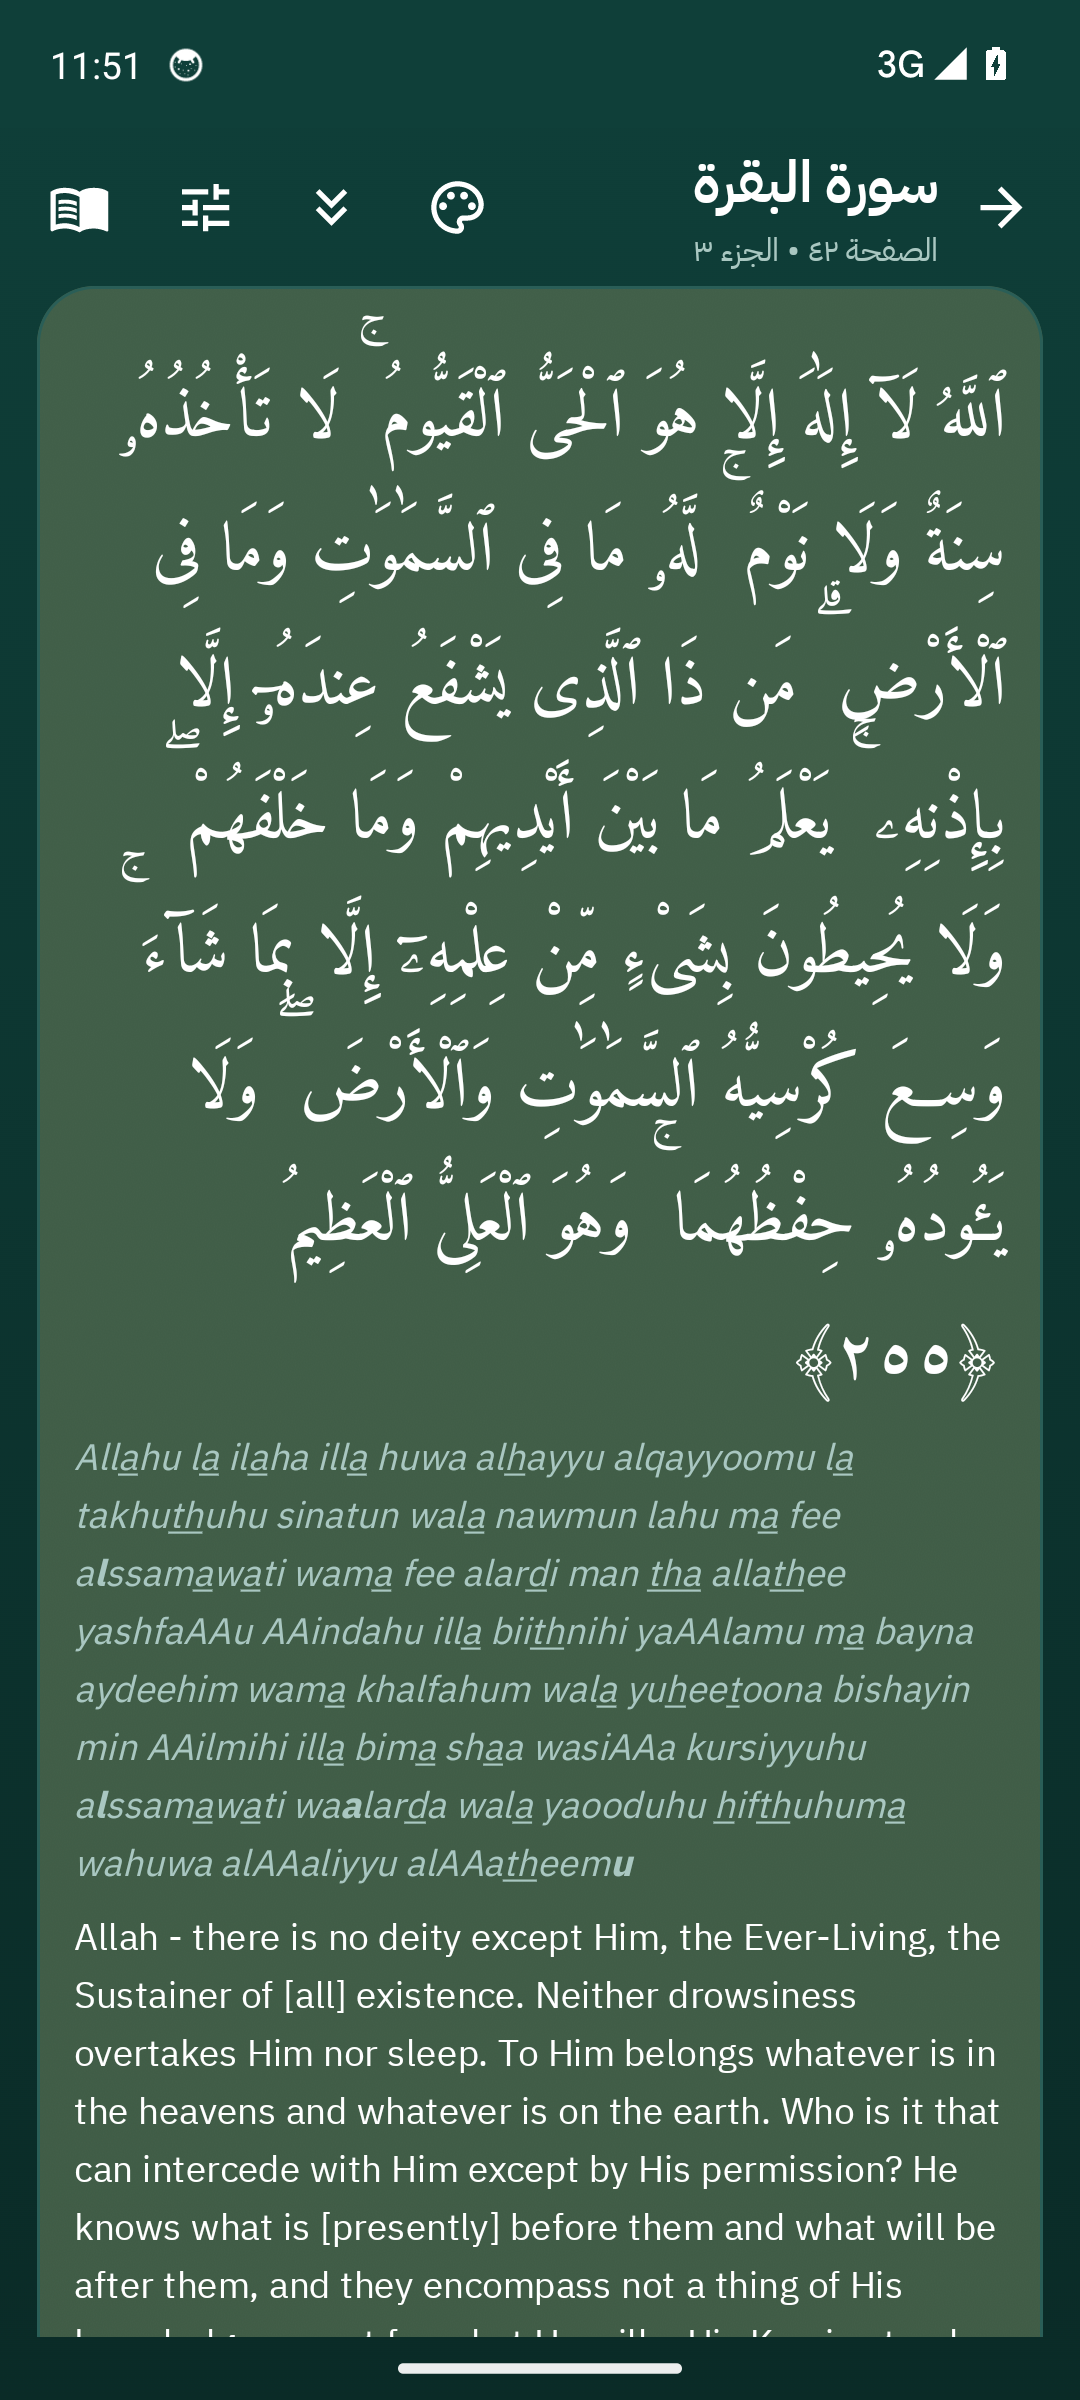 11:51
3G
سورة البقرة
الصفحة ٤٢ • الجزء ٣
ٱللَّهُ لَآ إِلَٰهَ إِلَّا هُوَ ٱلْحَىُّ ٱلْقَيُّومُ ۚ لَا تَأْخُذُهُۥ
سِنَةٌ وَلَا نَوْمٌ ۚ لَّهُۥ مَا فِى ٱلسَّمَٰوَٰتِ وَمَا فِى
ٱلْأَرْضِ ۗ مَن ذَا ٱلَّذِى يَشْفَعُ عِندَهُۥٓ إِلَّا
بِإِذْنِهِۦ ۚ يَعْلَمُ مَا بَيْنَ أَيْدِيهِمْ وَمَا خَلْفَهُمْ ۖ
وَلَا يُحِيطُونَ بِشَىْءٍ مِّنْ عِلْمِهِۦٓ إِلَّا بِمَا شَآءَ ۚ
وَسِعَ كُرْسِيُّهُ ٱلسَّمَٰوَٰتِ وَٱلْأَرْضَ ۖ وَلَا
يَـُٔودُهُۥ حِفْظُهُمَا ۚ وَهُوَ ٱلْعَلِىُّ ٱلْعَظِيمُ
﴿٢٥٥﴾
Allahu la ilaha illa huwa alhayyu alqayyoomu la
takhuthuhu sinatun wala nawmun lahu ma fee
alssamawati wama fee alardi man tha allathee
yashfaAAu AAindahu illa biithnihi yaAAlamu ma bayna
aydeehim wama khalfahum wala yuheetoona bishayin
min AAilmihi illa bima shaa wasiAAa kursiyyuhu
alssamawati waalarda wala yaooduhu hifthuhuma
wahuwa alAAaliyyu alAAatheemu
Allah - there is no deity except Him, the Ever-Living, the
Sustainer of [all] existence. Neither drowsiness
overtakes Him nor sleep. To Him belongs whatever is in
the heavens and whatever is on the earth. Who is it that
can intercede with Him except by His permission? He
knows what is [presently] before them and what will be
after them, and they encompass not a thing of His